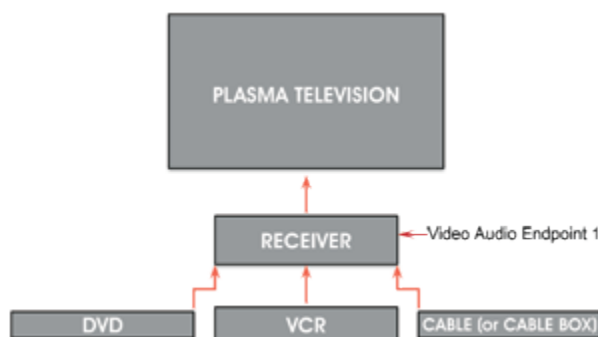 PLASMA TELEVISION
RECEIVER
Video Audio Endpoint 1
DVD
VCR
CABLE (or CABLE BOX)